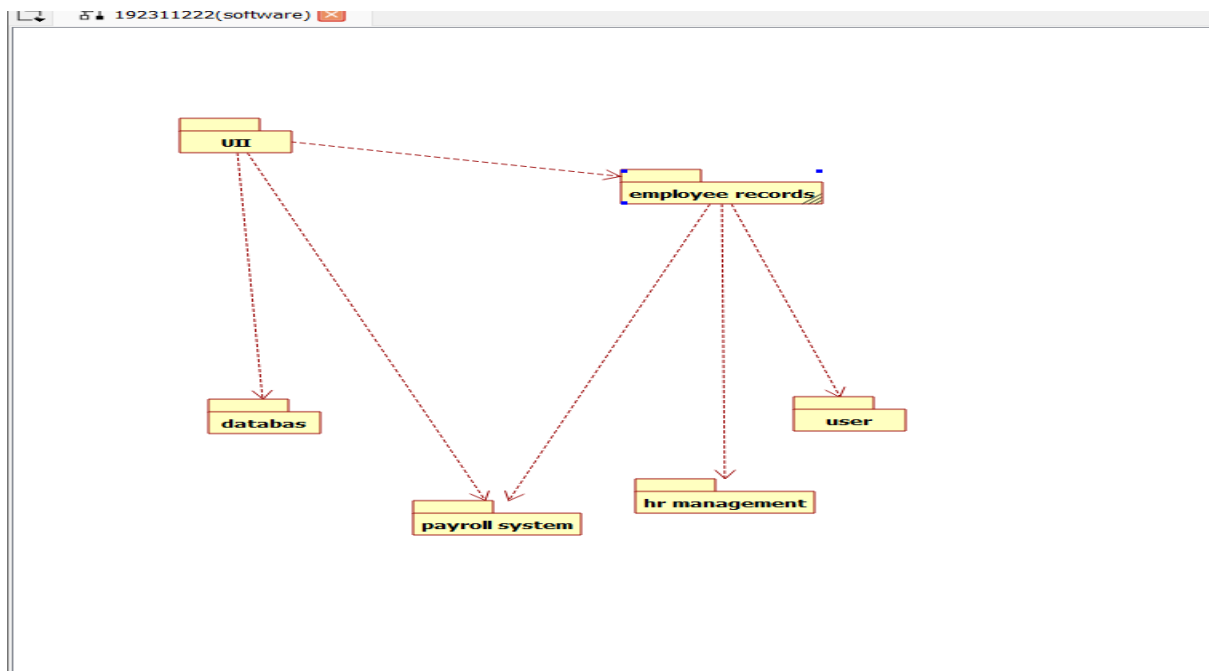 192311222(software)
UII
employee records
databas
user
hr management
payroll system